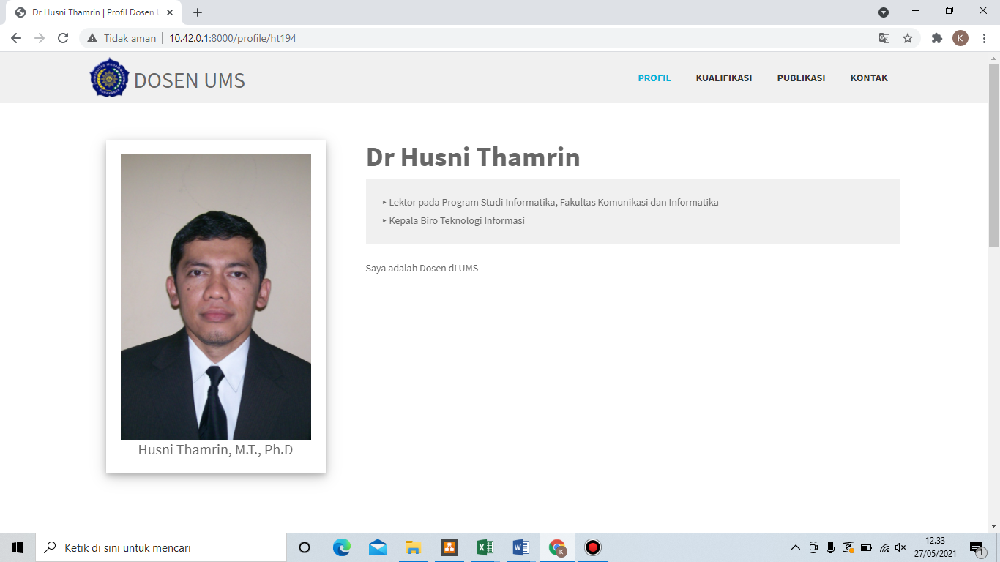 Dr Husni Thamrin | Profil Dosen U
Tidak aman
10.42.0.1:8000/profile/ht194
K
DOSEN UMS
PROFIL
KUALIFIKASI
PUBLIKASI
KONTAK
Dr Husni Thamrin
‣ Lektor pada Program Studi Informatika, Fakultas Komunikasi dan Informatika
‣ Kepala Biro Teknologi Informasi
Saya adalah Dosen di UMS
Husni Thamrin, M.T., Ph.D
Ketik di sini untuk mencari
K
12.33
27/05/2021
1